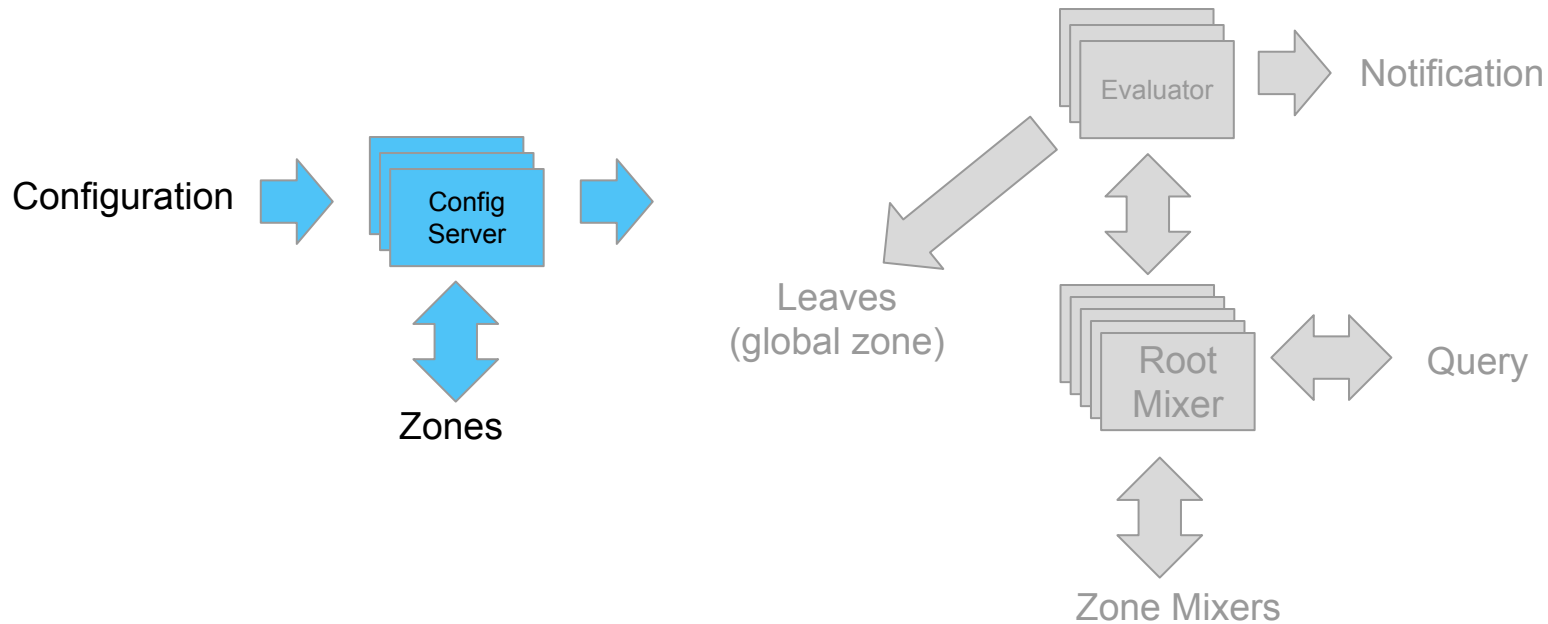 Configuration
Config
Server
Zones
Evaluator
Notification
Leaves
(global zone)
Root
Mixer
Query
Zone Mixers